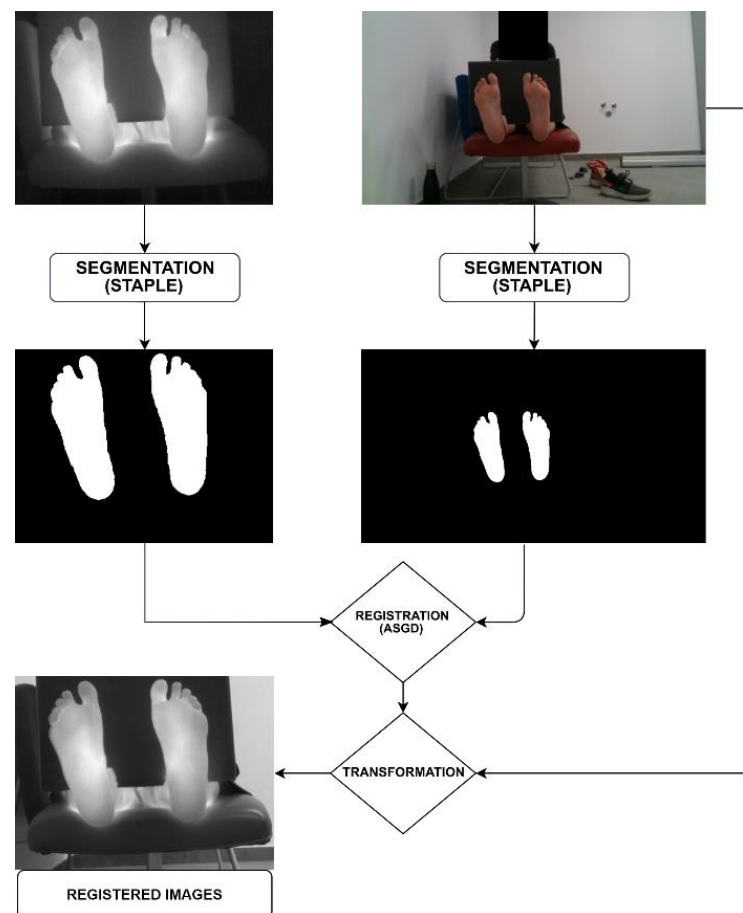 SEGMENTATION
(STAPLE)
SEGMENTATION
(STAPLE)
REGISTRATION
(ASGD)
TRANSFORMATION
REGISTERED IMAGES